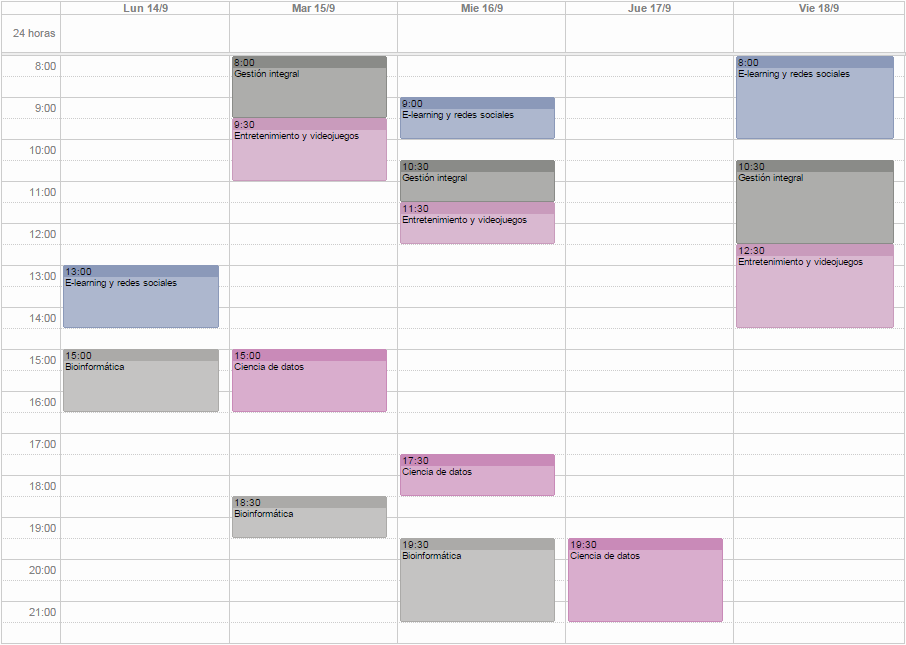 Lun 14/9 Mar 15/9 Mie 16/9 Jue 17/9 Vie 18/9
24 horas
8:00
8:00
Gestión integral
8:00
E-learning y redes sociales
9:00
9:00
E-learning y redes sociales
9:30
Entretenimiento y videojuegos
10:00
10:30
Gestión integral
10:30
Gestión integral
11:00
11:30
Entretenimiento y videojuegos
12:00
12:30
Entretenimiento y videojuegos
13:00
13:00
E-learning y redes sociales
14:00
15:00
15:00
Bioinformática
15:00
Ciencia de datos
16:00
17:00
17:30
Ciencia de datos
18:00
18:30
Bioinformática
19:00
19:30
Bioinformática
19:30
Ciencia de datos
20:00
21:00